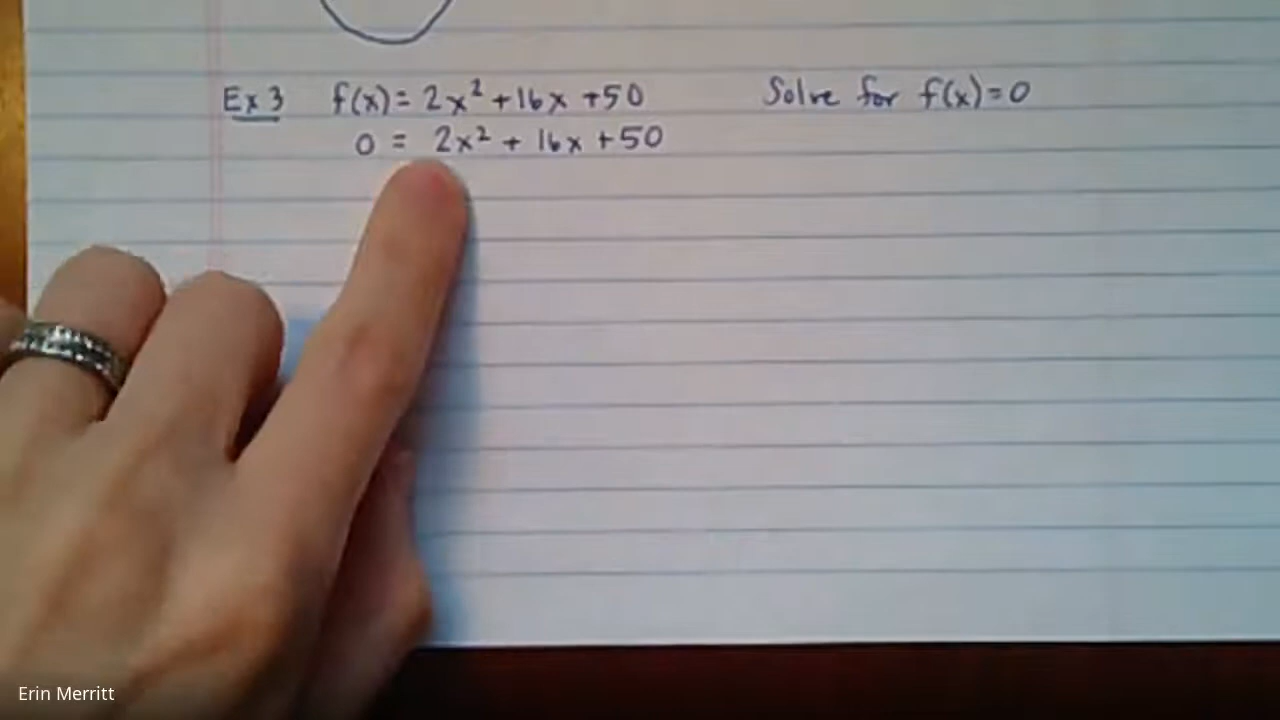 Ex 3 f(x) = 2x² + 16x + 50 Solve for f(x) = 0
0 = 2x² + 16x + 50
Erin Merritt